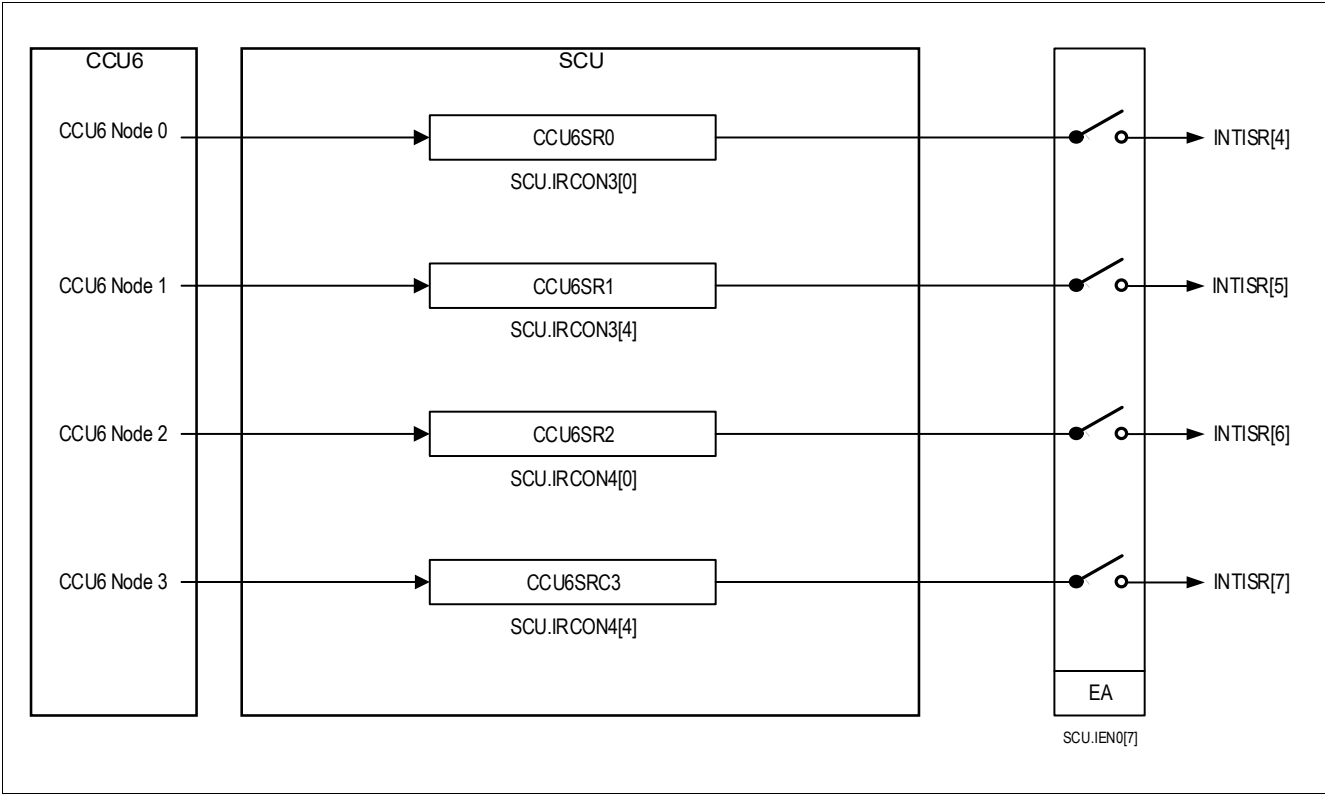 CCU6
SCU
CCU6 Node 0
CCU6SR0
INTISR[4]
SCU.IRCON3[0]
CCU6 Node 1
CCU6SR1
INTISR[5]
SCU.IRCON3[4]
CCU6 Node 2
CCU6SR2
INTISR[6]
SCU.IRCON4[0]
CCU6 Node 3
CCU6SRC3
INTISR[7]
SCU.IRCON4[4]
EA
SCU.IEN0[7]